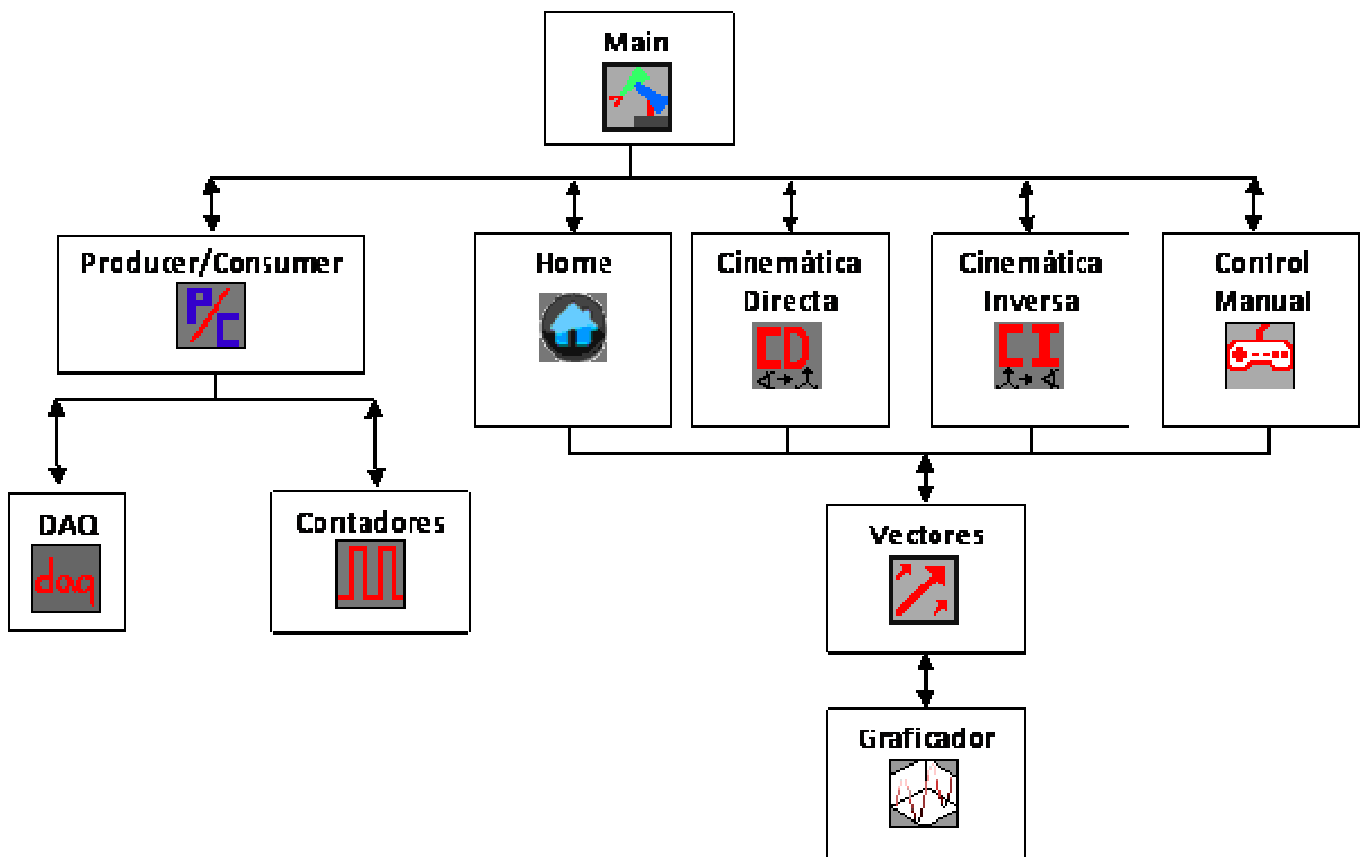 Main
Producer/Consumer
P/C
Home
Cinemática
Directa
CD
Cinemática
Inversa
CI
Control
Manual
DAQ
daq
Contadores
Vectores
Graficador